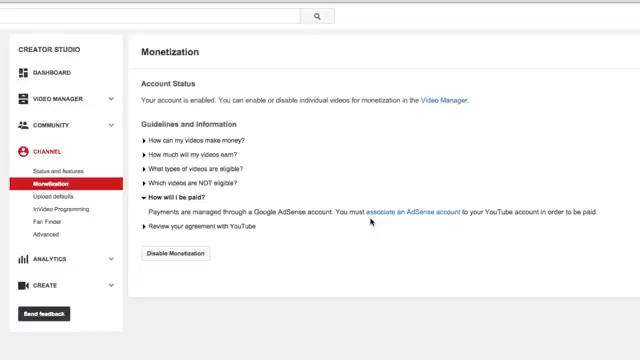 CREATOR STUDIO
DASHBOARD
VIDEO MANAGER
COMMUNITY
CHANNEL
Status and features
Monetization
Upload defaults
InVideo Programming
Fan Finder
Advanced
ANALYTICS
CREATE
Send feedback
Monetization
Account Status
Your account is enabled. You can enable or disable individual videos for monetization in the Video Manager.
Guidelines and Information
How can my videos make money?
How much will my videos earn?
What types of videos are eligible?
Which videos are NOT eligible?
How will I be paid?
Payments are managed through a Google AdSense account. You must associate an AdSense account to your YouTube account in order to be paid.
Review your agreement with YouTube
Disable Monetization